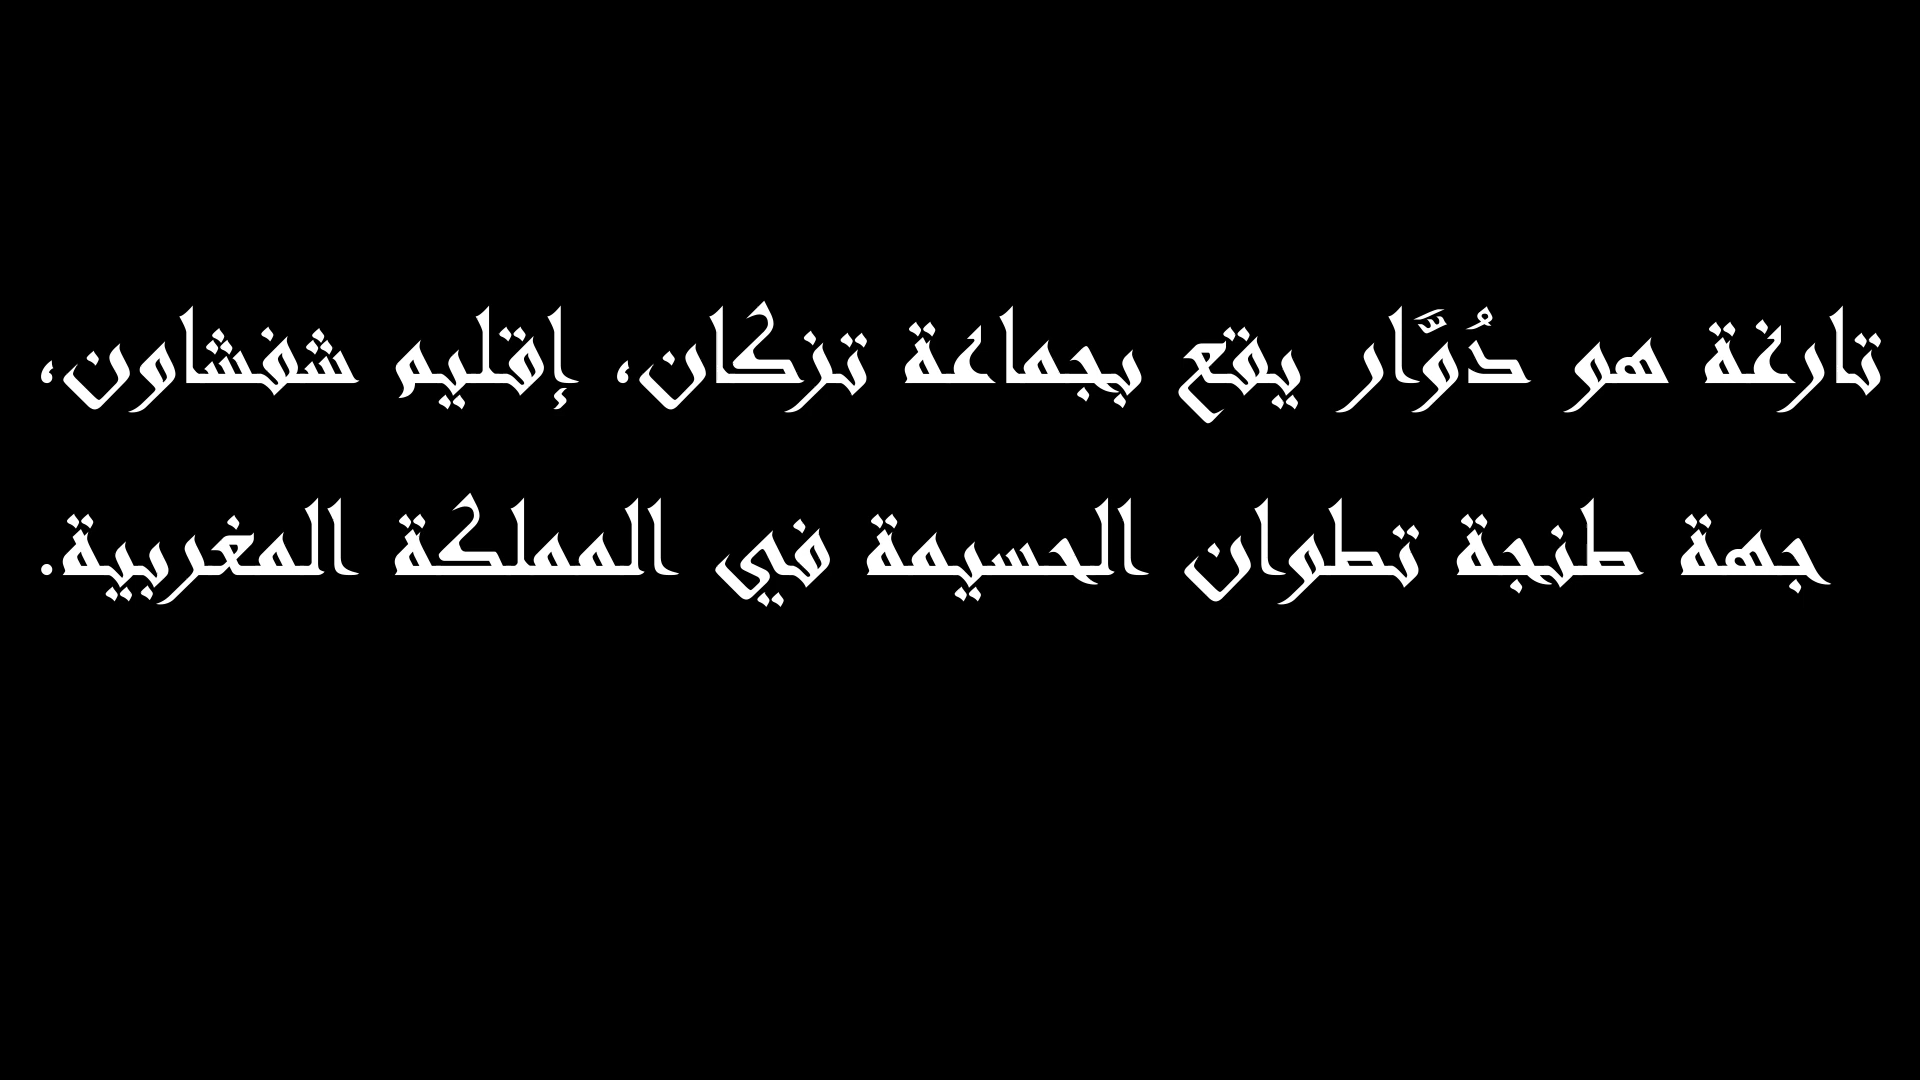 تارغة هو دُوَّار يقع بجماعة تزكان، إقليم شفشاون،
جهة طنجة تطوان الحسيمة في المملكة المغربية.